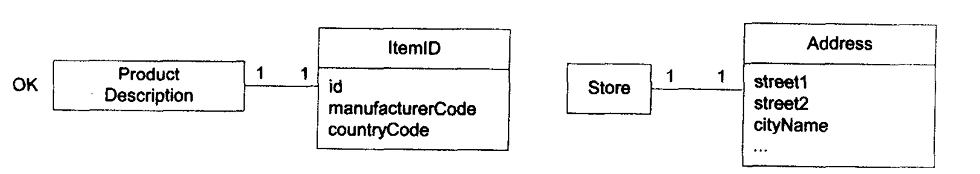 OK
Product
Description
1 1
ItemID
id
manufacturerCode
countryCode
Store
1 1
Address
street1
street2
cityName
...